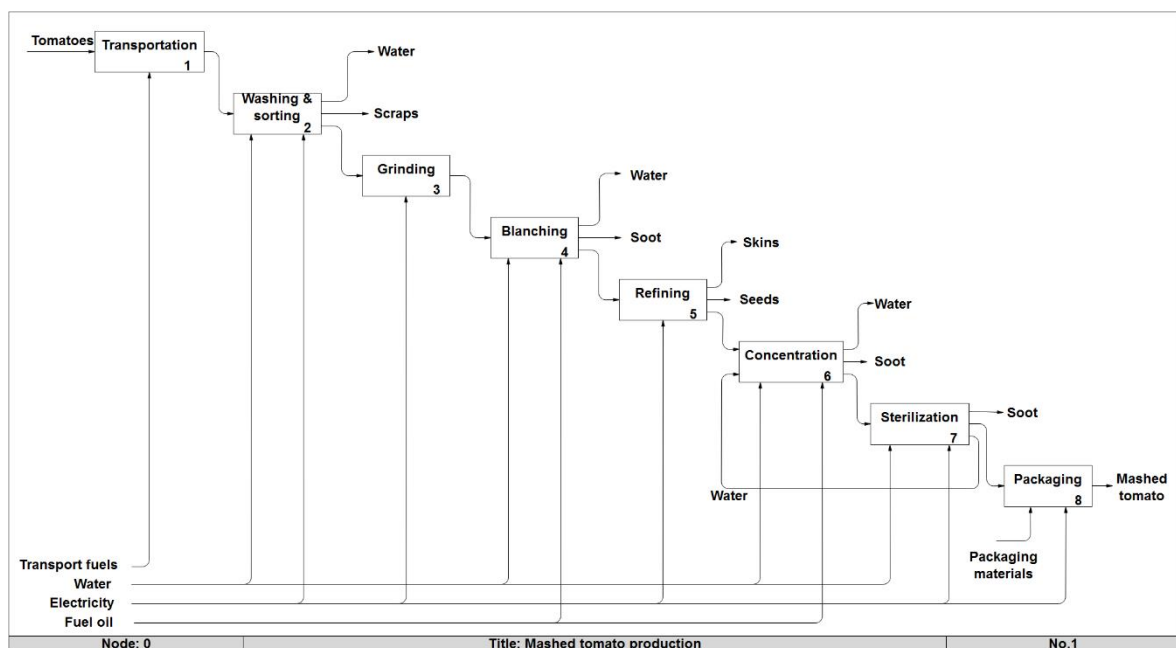 Tomatoes
Transportation
1
Water
Washing &
sorting
2
Scraps
Grinding
3
Water
Blanching
4
Soot
Skins
Refining
5
Seeds
Water
Concentration
6
Soot
Sterilization
7
Soot
Water
Packaging
8
Mashed
tomato
Packaging
materials
Transport fuels
Water
Electricity
Fuel oil
Node: 0
Title: Mashed tomato production
No.1